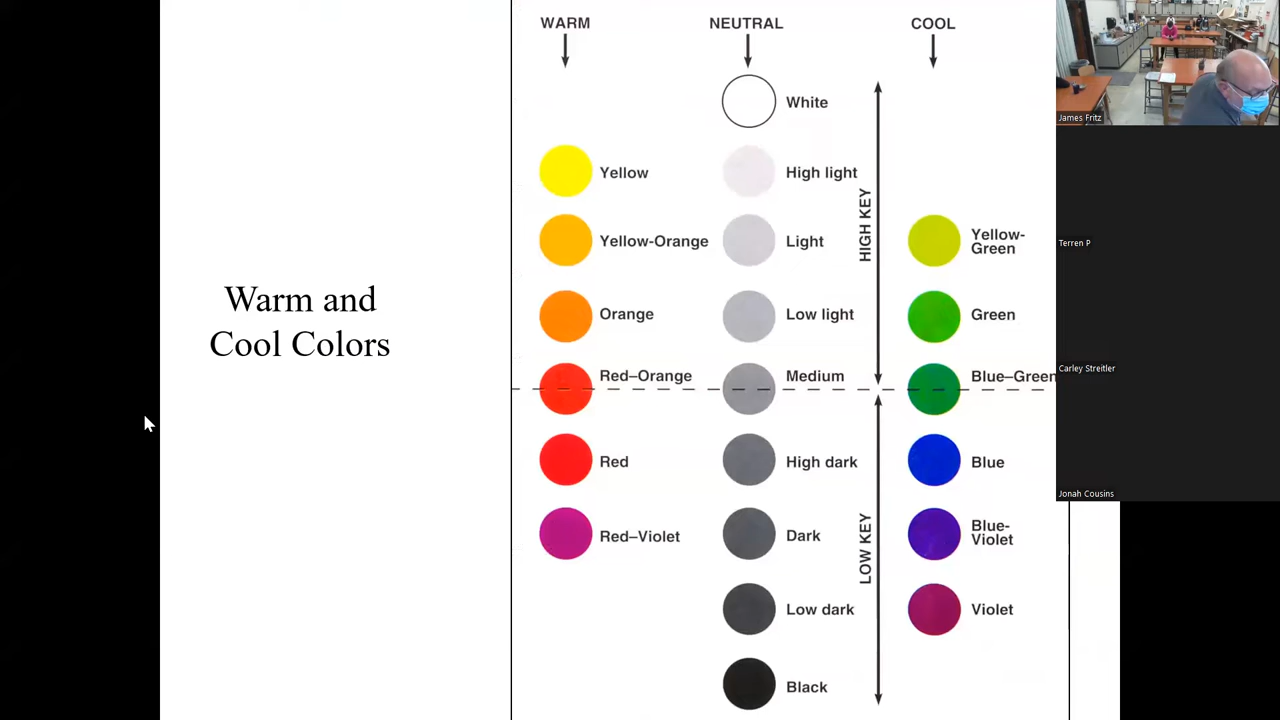 WARM
NEUTRAL
COOL
White
Yellow
High light
Yellow-Orange
Light
Yellow-
Green
HIGH KEY
Orange
Low light
Green
Red–Orange
Medium
Blue–Green
Warm and
Cool Colors
Red
High dark
Blue
Red–Violet
Dark
Blue-
Violet
LOW KEY
Low dark
Violet
Black
James Fritz
Terren P
Carley Streitler
Jonah Cousins